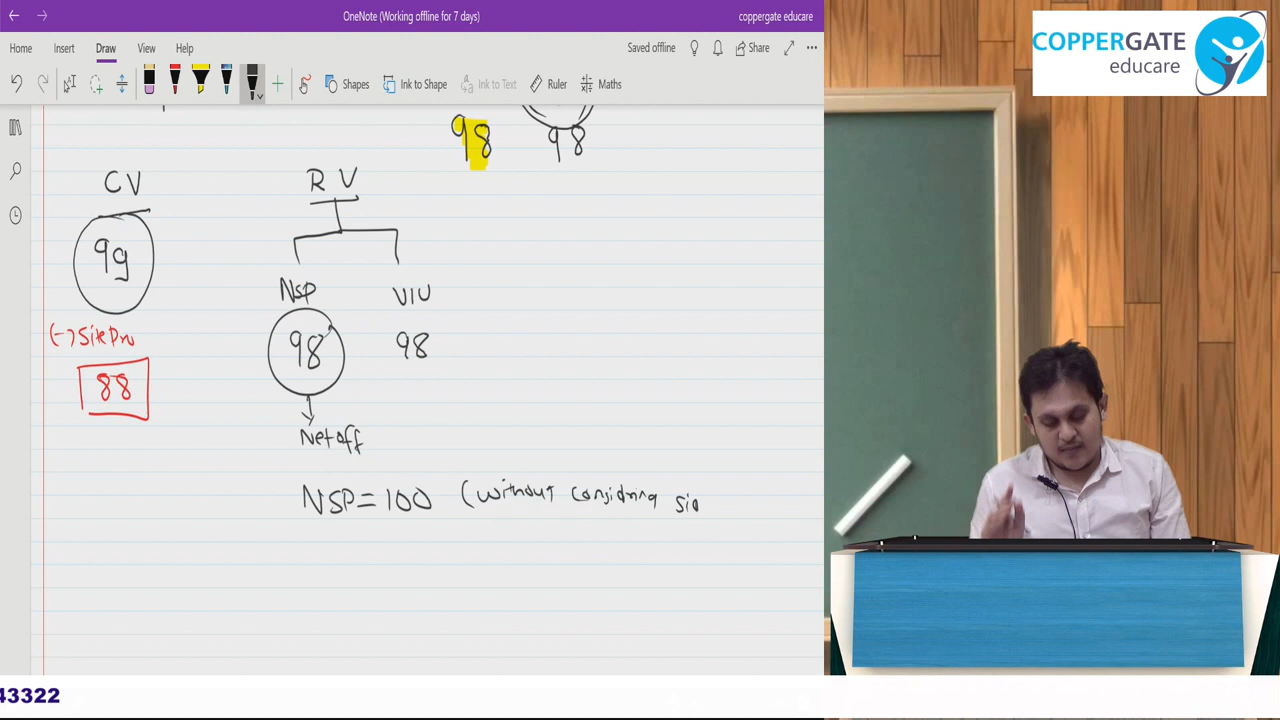 OneNote (Working offline for 7 days)
coppergate educare
Home Insert Draw View Help
Saved offline
Share
Shapes
Ink to Shape
Ink to Text
Ruler
Maths
COPPERGATE
educare
98 98
CV
99
(-) Site Pro
88
RV
NSP VIU
98 98
Net off
NSP = 100 (without considring
43322